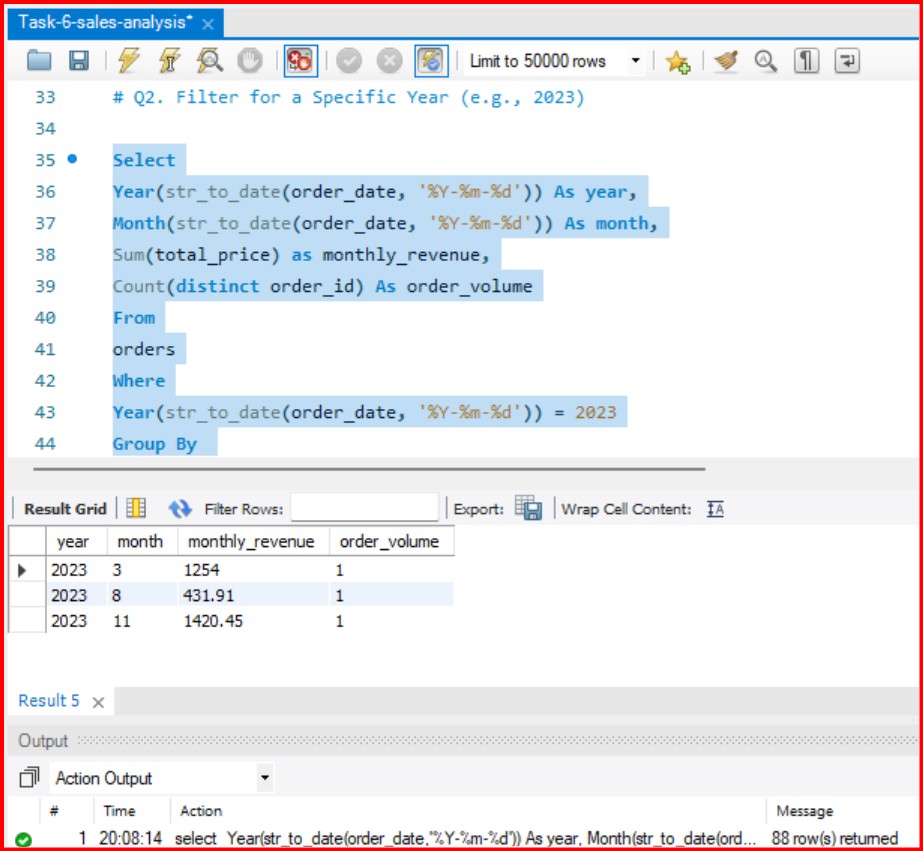 Task-6-sales-analysis*
Limit to 50000 rows
33 # Q2. Filter for a Specific Year (e.g., 2023)
34
35 Select
36 Year(str_to_date(order_date, '%Y-%m-%d')) As year,
37 Month(str_to_date(order_date, '%Y-%m-%d')) As month,
38 Sum(total_price) as monthly_revenue,
39 Count(distinct order_id) As order_volume
40 From
41 orders
42 Where
43 Year(str_to_date(order_date, '%Y-%m-%d')) = 2023
44 Group By
Result Grid Filter Rows: Export: Wrap Cell Content: IA
year month monthly_revenue order_volume
2023 3 1254 1
2023 8 431.91 1
2023 11 1420.45 1
Result 5
Output
Action Output
# Time Action Message
1 20:08:14 select Year(str_to_date(order_date,'%Y-%m-%d')) As year, Month(str_to_date(ord... 88 row(s) returned